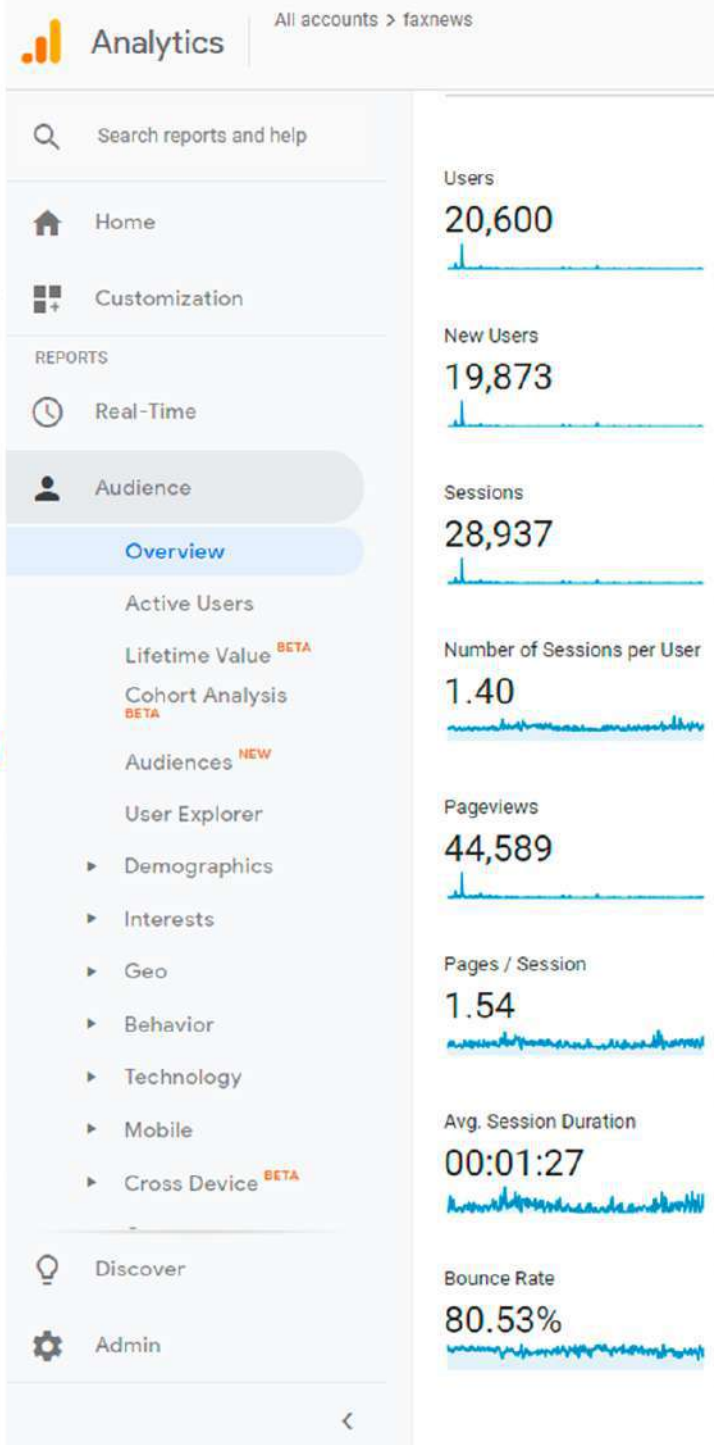 Analytics
All accounts > faxnews
Search reports and help
Home
Customization
REPORTS
Real-Time
Audience
Overview
Active Users
Lifetime Value BETA
Cohort Analysis
BETA
Audiences NEW
User Explorer
Demographics
Interests
Geo
Behavior
Technology
Mobile
Cross Device BETA
Discover
Admin
Users
20,600
New Users
19,873
Sessions
28,937
Number of Sessions per User
1.40
Pageviews
44,589
Pages / Session
1.54
Avg. Session Duration
00:01:27
Bounce Rate
80.53%